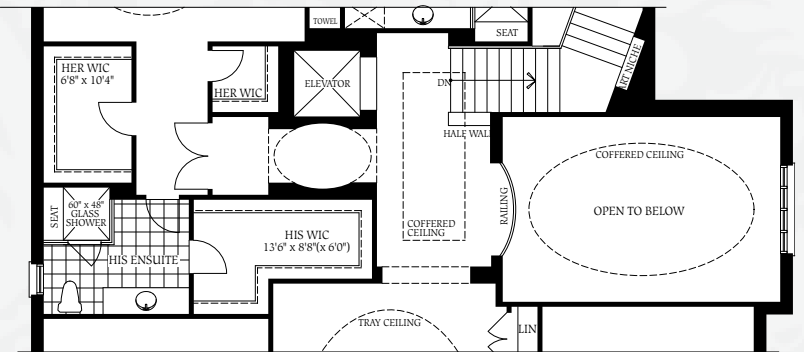 TOWEL
SEAT
HER WIC
6'8" x 10'4"
HER WIC
ELEVATOR
DN
ART NICHE
HALF WALL
COFFERED CEILING
SEAT
60" x 48"
GLASS
SHOWER
RAILING
OPEN TO BELOW
COFFERED
CEILING
HIS WIC
13'6" x 8'8"(x 6'0")
HIS ENSUITE
TRAY CEILING
LIN